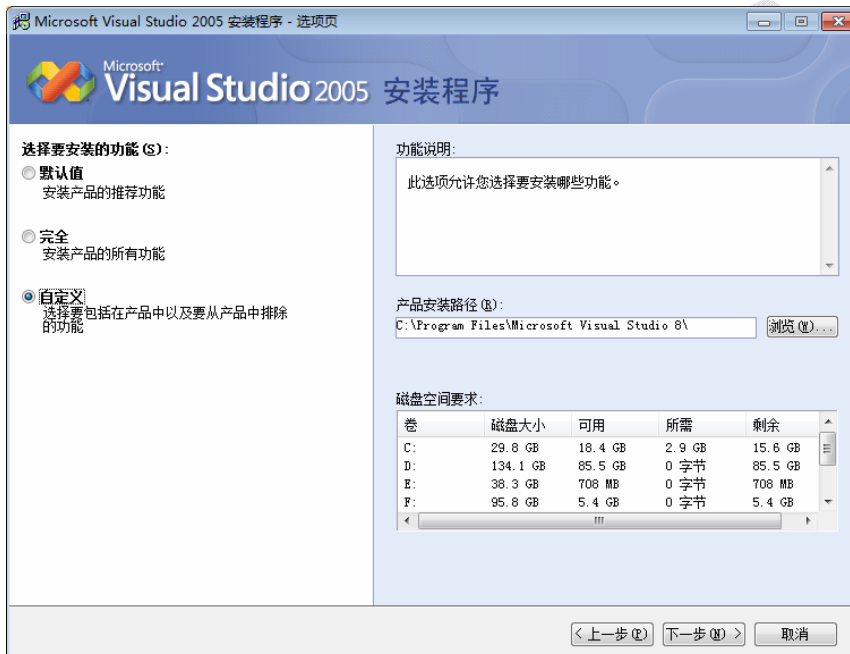 Microsoft Visual Studio 2005 安装程序 - 选项页
Microsoft
Visual Studio 2005 安装程序
选择要安装的功能(S):
默认值
安装产品的推荐功能
完全
安装产品的所有功能
自定义
选择要包括在产品中以及要从产品中排除
的功能
功能说明:
此选项允许您选择要安装哪些功能。
产品安装路径(R):
C:\Program Files\Microsoft Visual Studio 8\
浏览(W)...
磁盘空间要求:
卷 磁盘大小 可用 所需 剩余
C: 29.8 GB 18.4 GB 2.9 GB 15.6 GB
D: 134.1 GB 85.5 GB 0 字节 85.5 GB
E: 38.3 GB 708 MB 0 字节 708 MB
F: 95.8 GB 5.4 GB 0 字节 5.4 GB
< 上一步(P)
下一步(N) >
取消